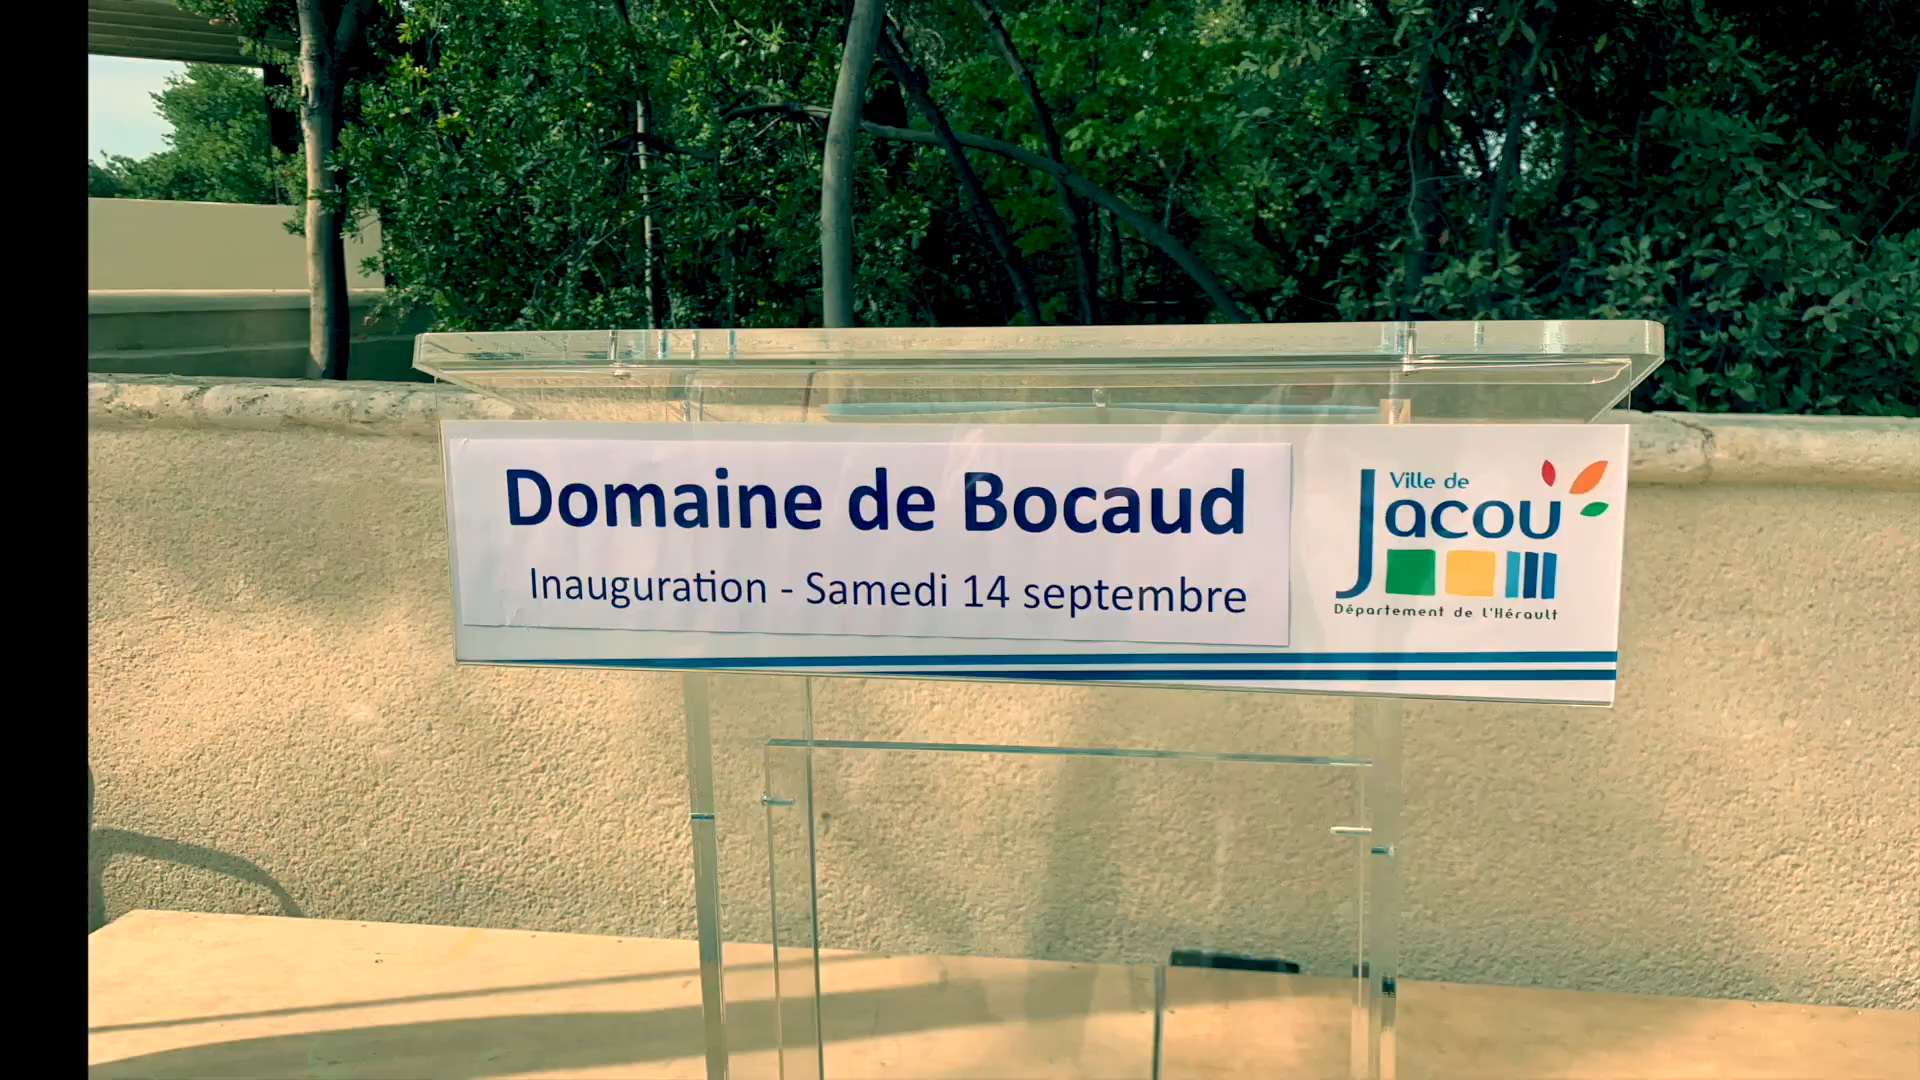 Domaine de Bocaud
Inauguration - Samedi 14 septembre
Ville de
Jacou
Département de l'Hérault